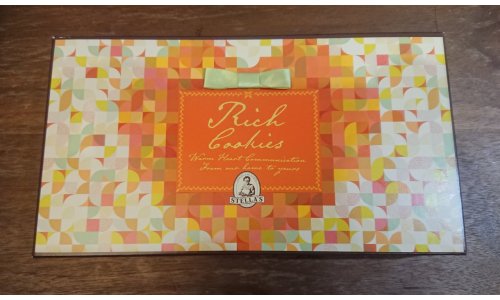 Rich
Cookies
Warm Heart Communication
From our home to yours
STELLA'S